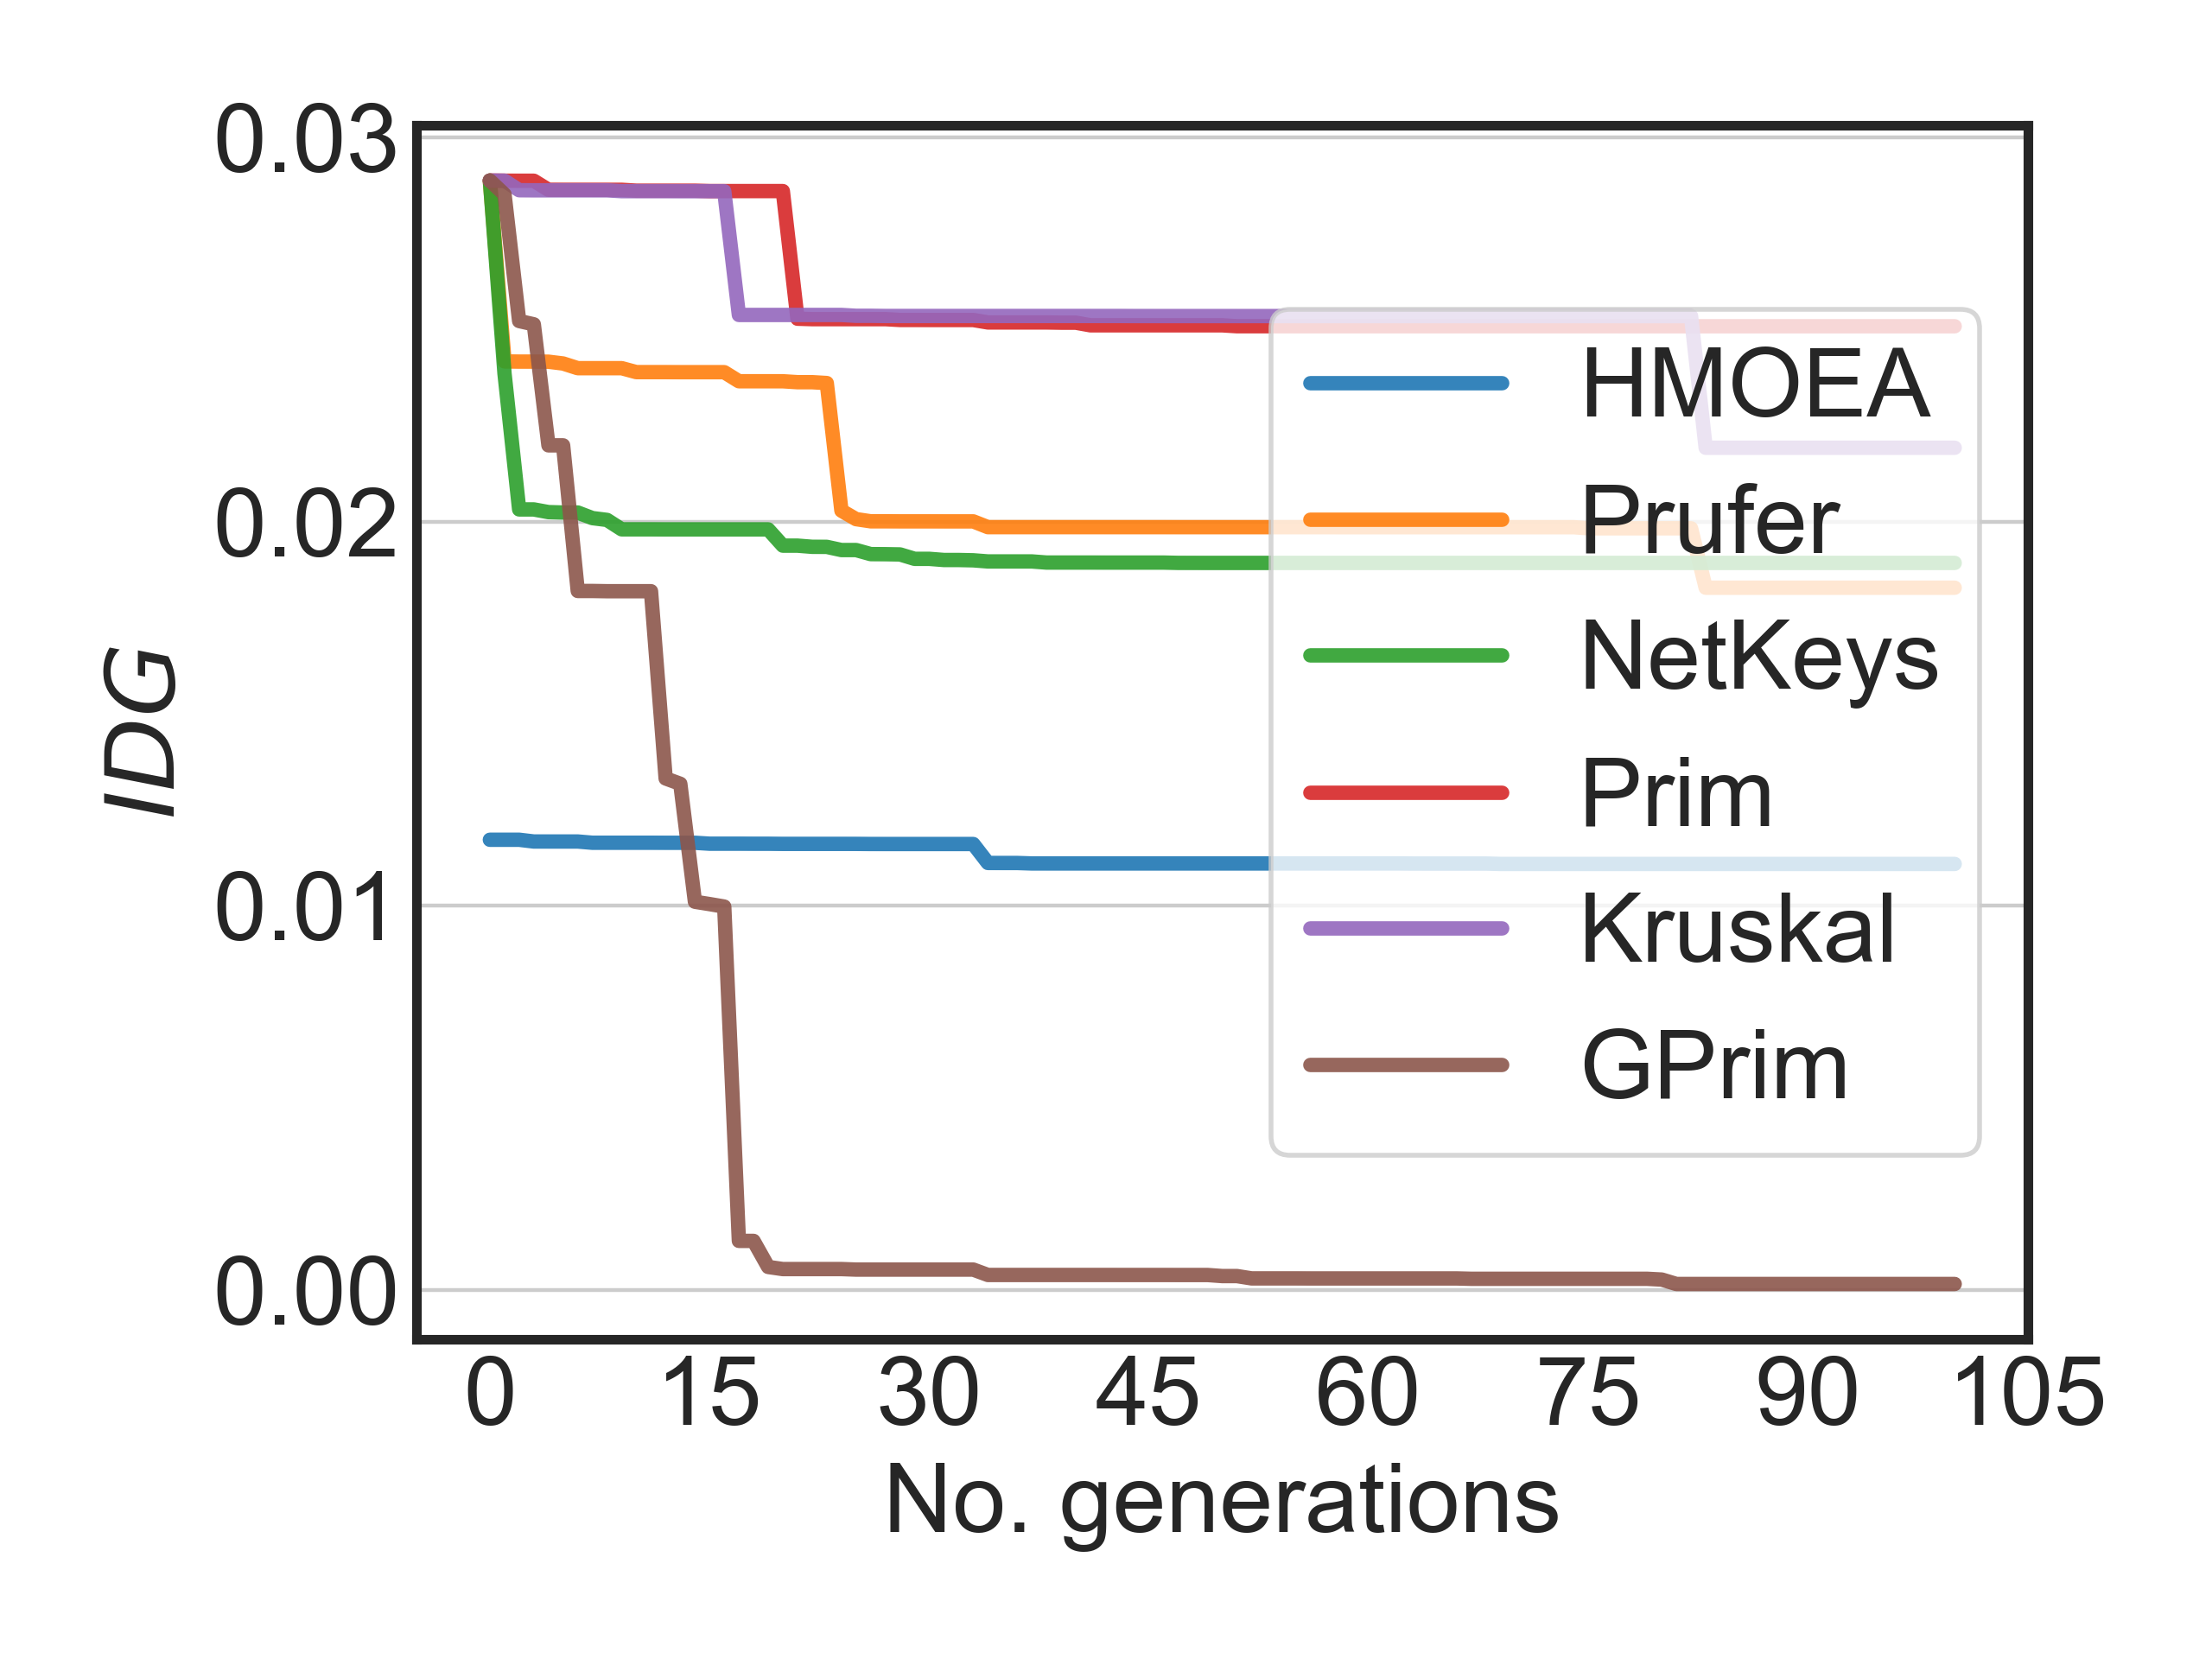 0.03
0.02
0.01
0.00
IDG
0 15 30 45 60 75 90 105
No. generations
HMOEA
Prufer
NetKeys
Prim
Kruskal
GPrim